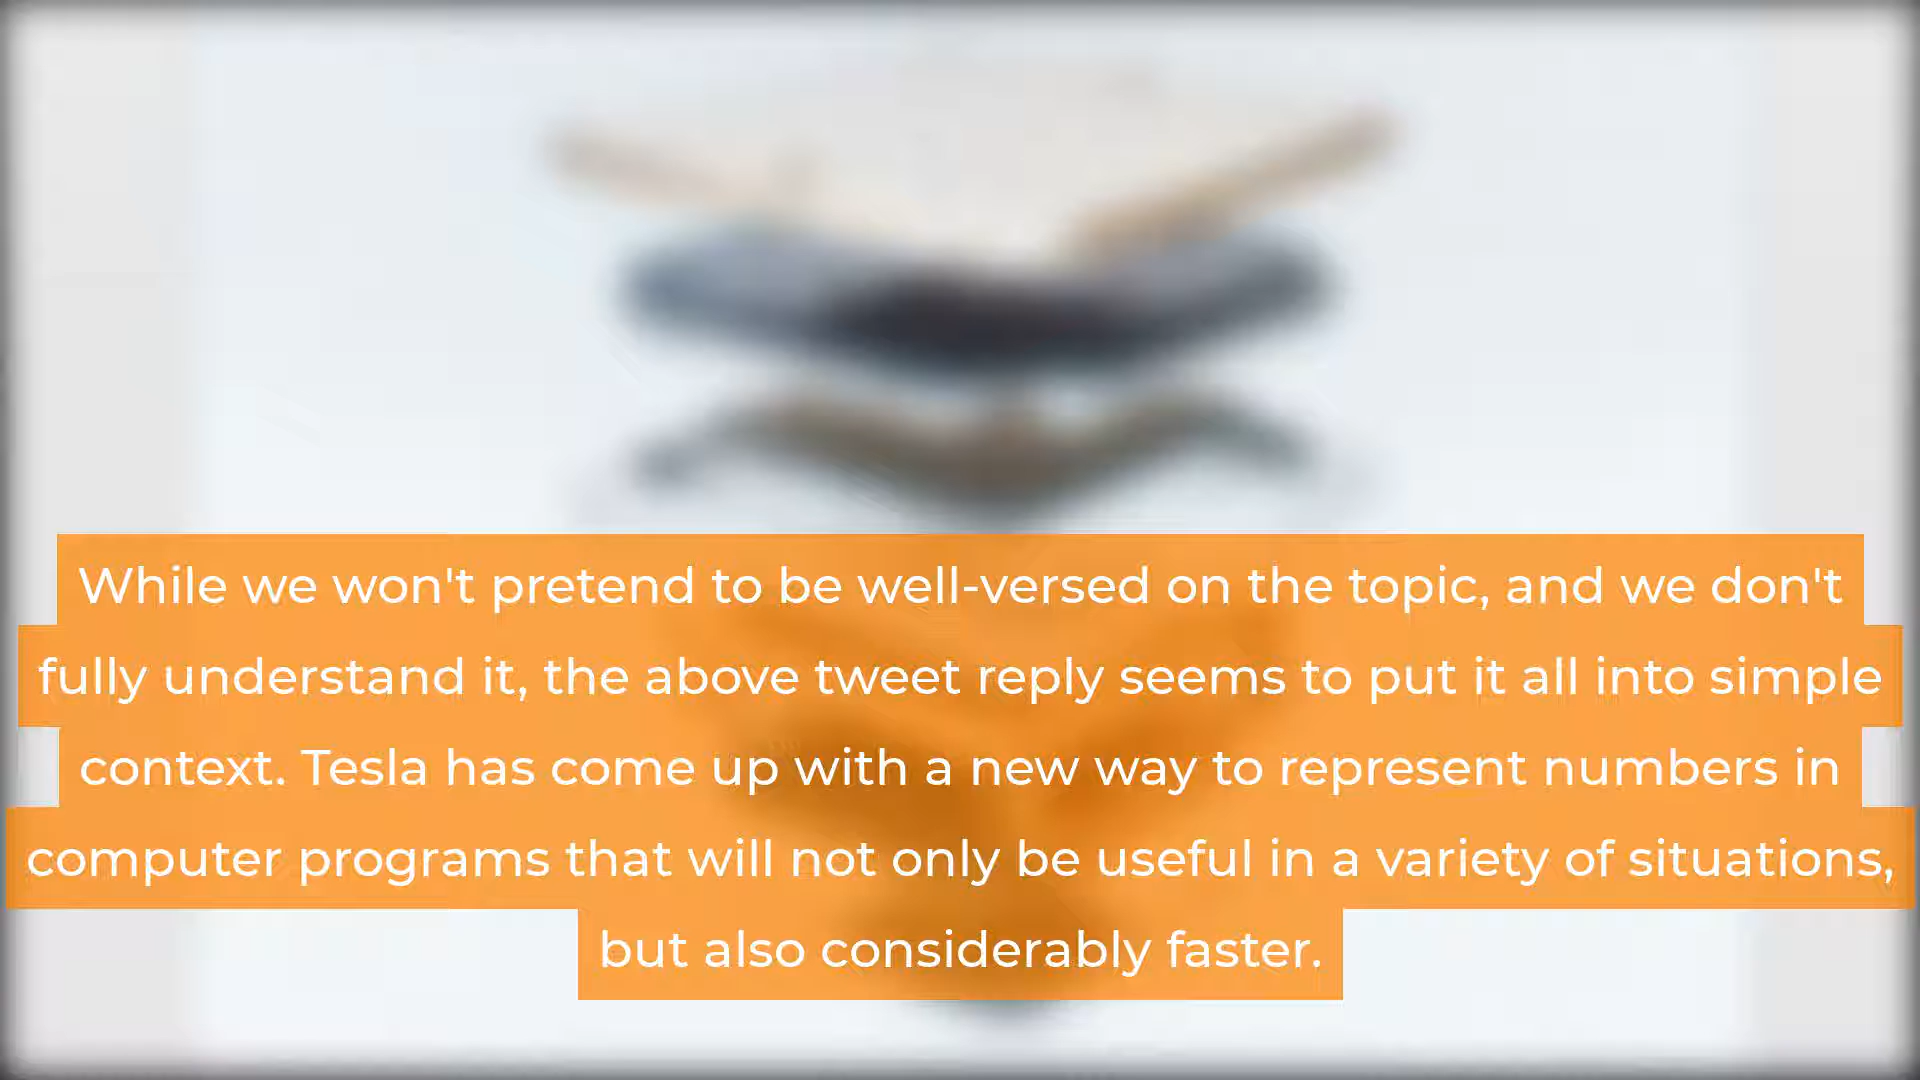 While we won't pretend to be well-versed on the topic, and we don't
fully understand it, the above tweet reply seems to put it all into simple
context. Tesla has come up with a new way to represent numbers in
computer programs that will not only be useful in a variety of situations,
but also considerably faster.